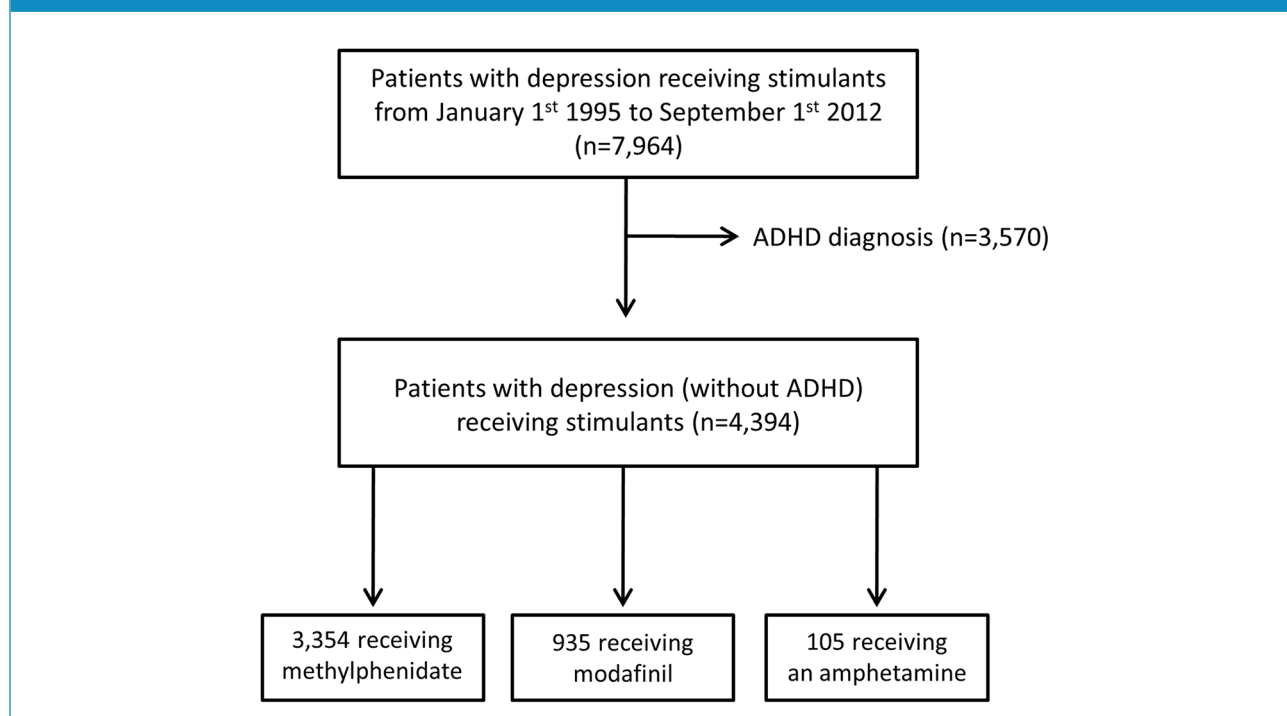 Patients with depression receiving stimulants
from January 1st 1995 to September 1st 2012
(n=7,964)
ADHD diagnosis (n=3,570)
Patients with depression (without ADHD)
receiving stimulants (n=4,394)
3,354 receiving
methylphenidate
935 receiving
modafinil
105 receiving
an amphetamine